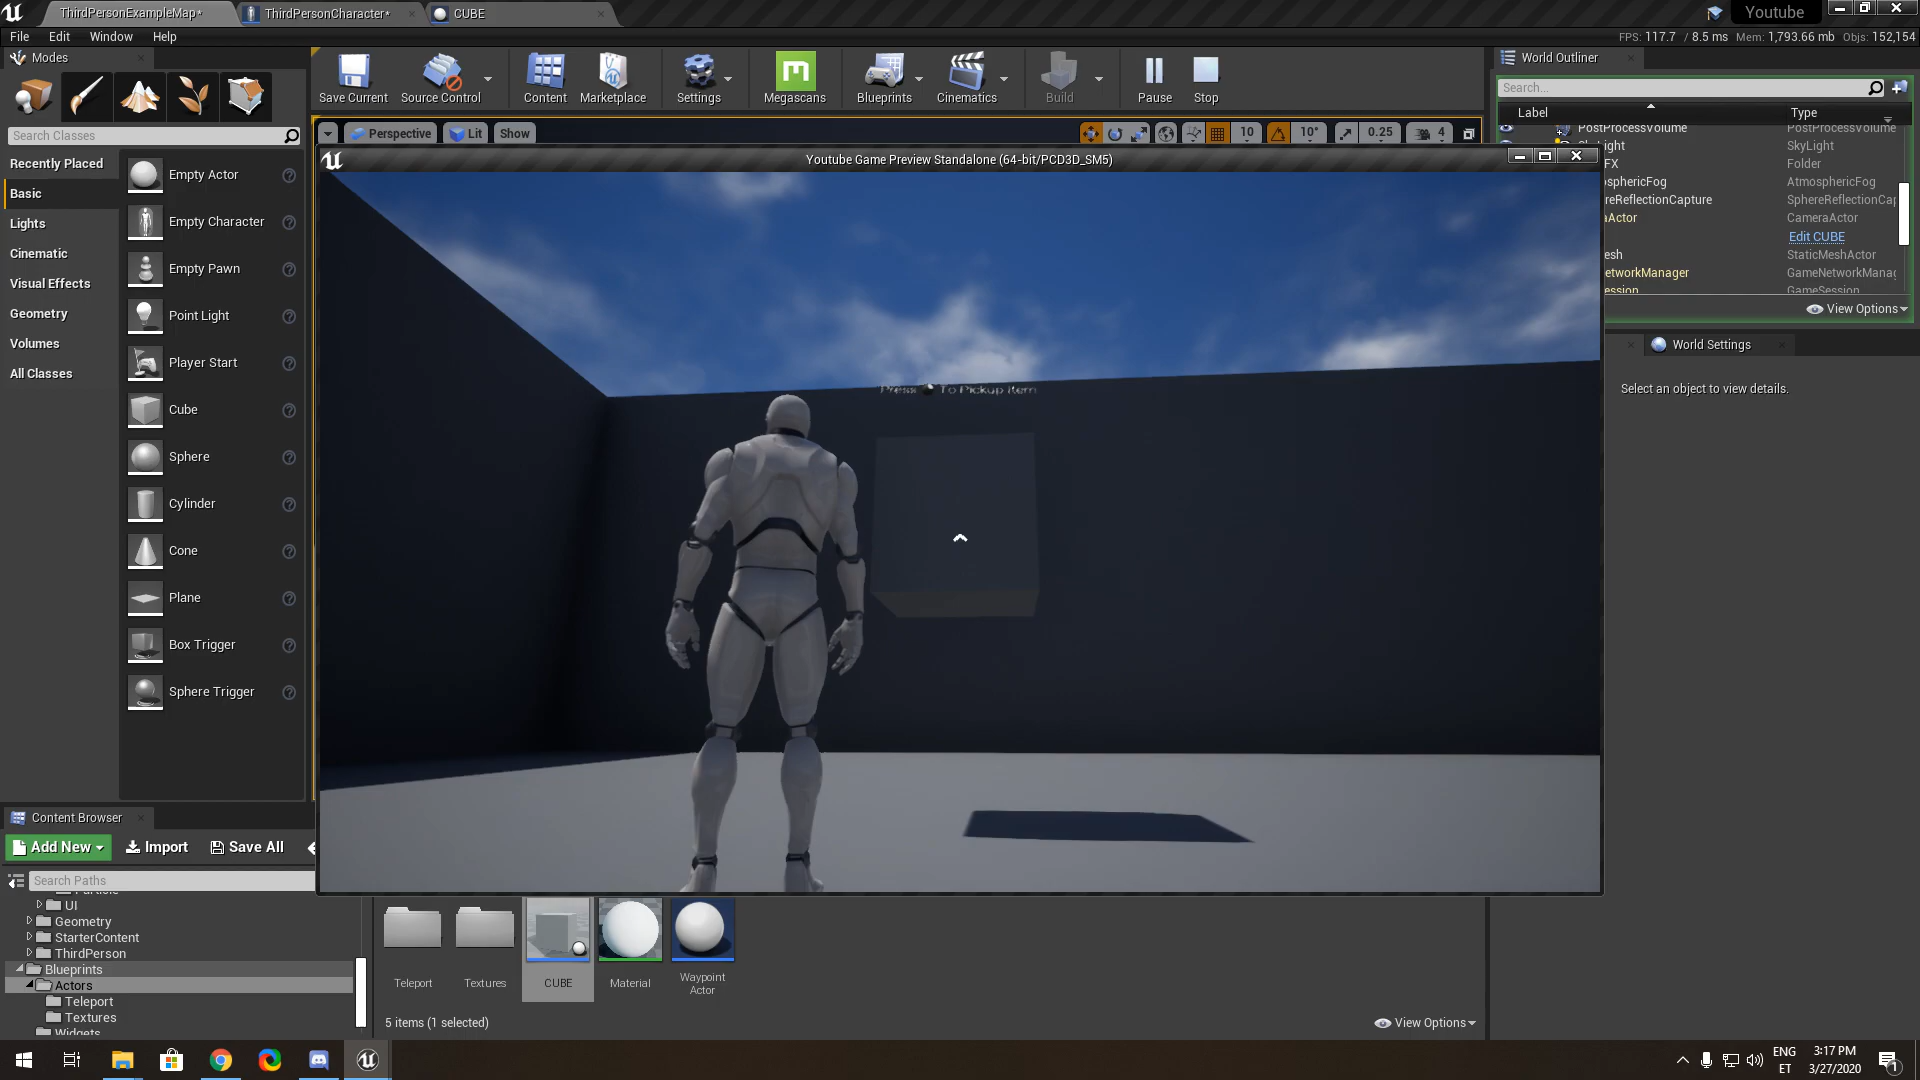 ThirdPersonExampleMap*
ThirdPersonCharacter*
CUBE
Youtube
File Edit Window Help
FPS: 117.7 / 8.5 ms Mem: 1,793.66 mb Objs: 152,154
Modes
Save Current
Source Control
Content
Marketplace
Settings
Megascans
Blueprints
Cinematics
Build
Pause
Stop
World Outliner
Search...
Label
Type
Search Classes
Perspective
Lit
Show
10
10°
0.25
4
PostProcessVolume PostProcessVolume
Youtube Game Preview Standalone (64-bit/PCD3D_SM5)
SkyLight SkyLight
FX Folder
osphericFog AtmosphericFog
reReflectionCapture SphereReflectionCap
aActor CameraActor
Edit CUBE
esh StaticMeshActor
etworkManager GameNetworkManag
ession GameSession
View Options
World Settings
Select an object to view details.
Recently Placed
Basic
Lights
Cinematic
Visual Effects
Geometry
Volumes
All Classes
Empty Actor
Empty Character
Empty Pawn
Point Light
Player Start
Cube
Sphere
Cylinder
Cone
Plane
Box Trigger
Sphere Trigger
Press To Pickup Item
Content Browser
Add New
Import
Save All
Search Paths
Particle
UI
Geometry
StarterContent
ThirdPerson
Blueprints
Actors
Teleport
Textures
Widgets
Teleport
Textures
CUBE
Material
Waypoint
Actor
5 items (1 selected)
View Options
ENG
ET
3:17 PM
3/27/2020
1